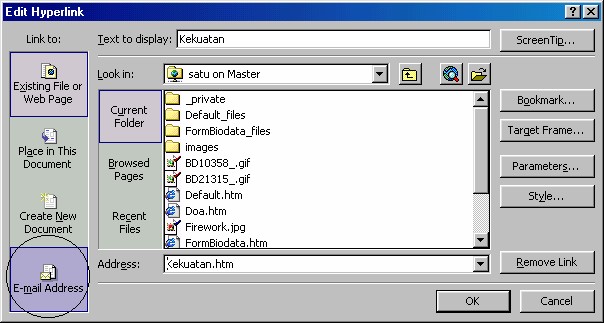 Edit Hyperlink
Link to:
Text to display: Kekuatan
ScreenTip...
Existing File or
Web Page
Place in This
Document
Create New
Document
E-mail Address
Look in: satu on Master
Current
Folder
Browsed
Pages
Recent
Files
_private
Default_files
FormBiodata_files
images
BD10358_.gif
BD21315_.gif
Default.htm
Doa.htm
Firework.jpg
FormBiodata.htm
Bookmark...
Target Frame...
Parameters...
Style...
Address: Kekuatan.htm
Remove Link
OK
Cancel